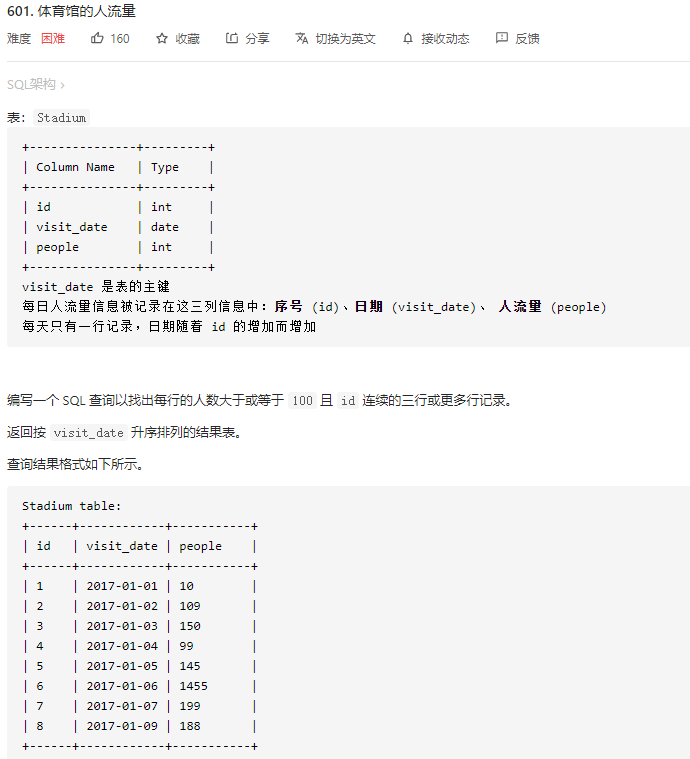 601. 体育馆的人流量
难度 困难 160 收藏 分享 切换为英文 接收动态 反馈
SQL架构 ›
表: Stadium
+---------------+---------+
| Column Name   | Type    |
+---------------+---------+
| id            | int     |
| visit_date    | date    |
| people        | int     |
+---------------+---------+
visit_date 是表的主键
每日人流量信息被记录在这三列信息中：序号 (id)、日期 (visit_date)、 人流量 (people)
每天只有一行记录，日期随着 id 的增加而增加
编写一个 SQL 查询以找出每行的人数大于或等于 100 且 id 连续的三行或更多行记录。
返回按 visit_date 升序排列的结果表。
查询结果格式如下所示。
Stadium table:
+------+------------+-----------+
| id   | visit_date | people    |
+------+------------+-----------+
| 1    | 2017-01-01 | 10        |
| 2    | 2017-01-02 | 109       |
| 3    | 2017-01-03 | 150       |
| 4    | 2017-01-04 | 99        |
| 5    | 2017-01-05 | 145       |
| 6    | 2017-01-06 | 1455      |
| 7    | 2017-01-07 | 199       |
| 8    | 2017-01-09 | 188       |
+------+------------+-----------+